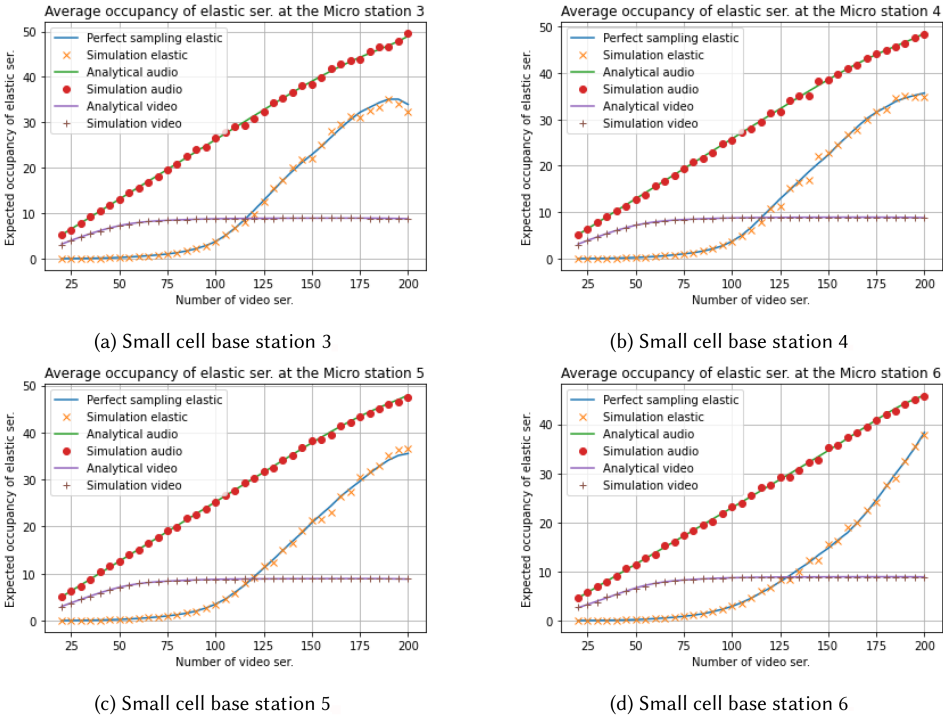 Average occupancy of elastic ser. at the Micro station 3
Expected occupancy of elastic ser.
50
40
30
20
10
0
Perfect sampling elastic
Simulation elastic
Analytical audio
Simulation audio
Analytical video
Simulation video
25 50 75 100 125 150 175 200
Number of video ser.
(a) Small cell base station 3
Average occupancy of elastic ser. at the Micro station 4
Expected occupancy of elastic ser.
50
40
30
20
10
0
Perfect sampling elastic
Simulation elastic
Analytical audio
Simulation audio
Analytical video
Simulation video
25 50 75 100 125 150 175 200
Number of video ser.
(b) Small cell base station 4
Average occupancy of elastic ser. at the Micro station 5
Expected occupancy of elastic ser.
50
40
30
20
10
0
Perfect sampling elastic
Simulation elastic
Analytical audio
Simulation audio
Analytical video
Simulation video
25 50 75 100 125 150 175 200
Number of video ser.
(c) Small cell base station 5
Average occupancy of elastic ser. at the Micro station 6
Expected occupancy of elastic ser.
40
30
20
10
0
Perfect sampling elastic
Simulation elastic
Analytical audio
Simulation audio
Analytical video
Simulation video
25 50 75 100 125 150 175 200
Number of video ser.
(d) Small cell base station 6